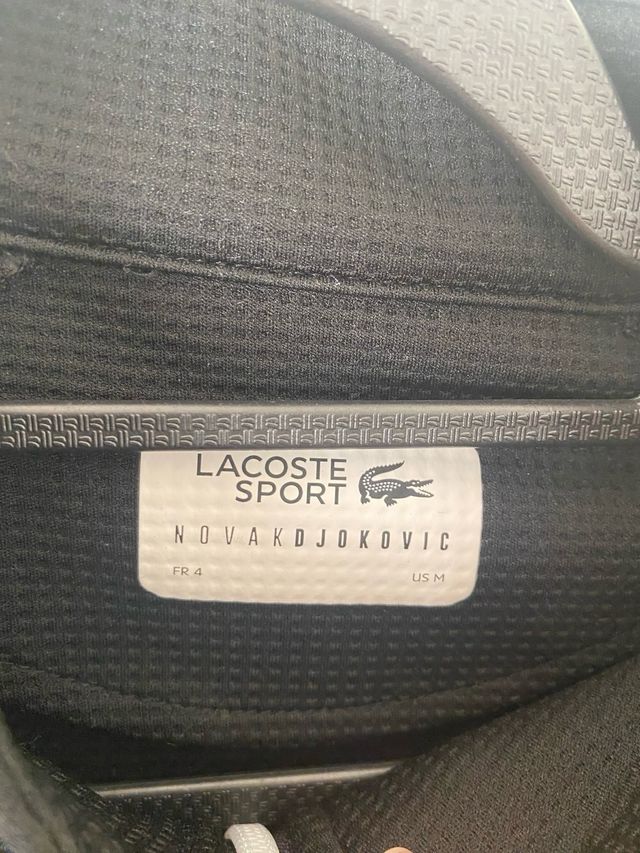 LACOSTE
SPORT
NOVAKDJOKOVIC
FR 4 US M